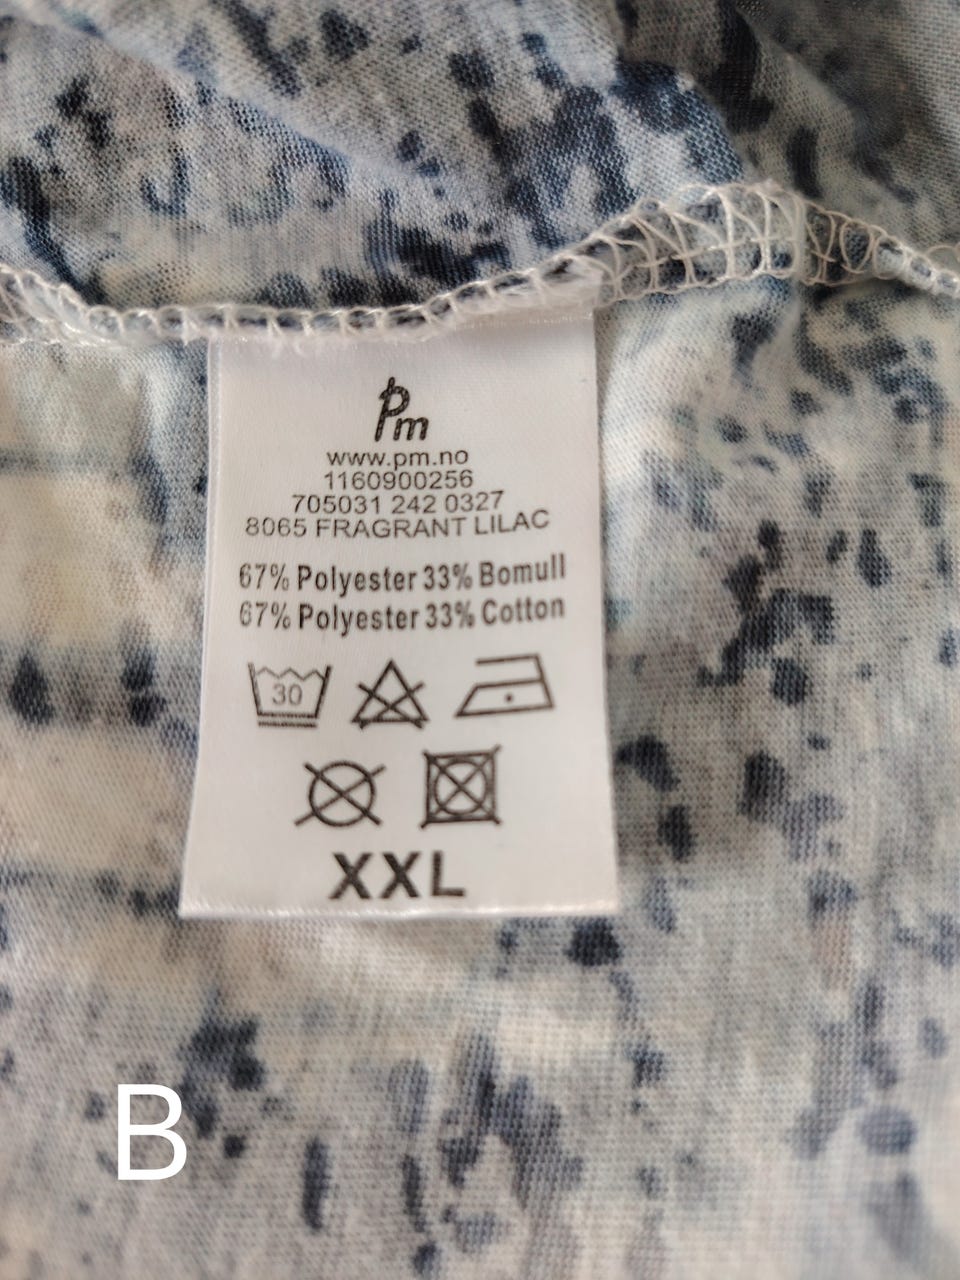 Pm
www.pm.no
1160900256
705031 242 0327
8065 FRAGRANT LILAC
67% Polyester 33% Bomull
67% Polyester 33% Cotton
30
XXL
B